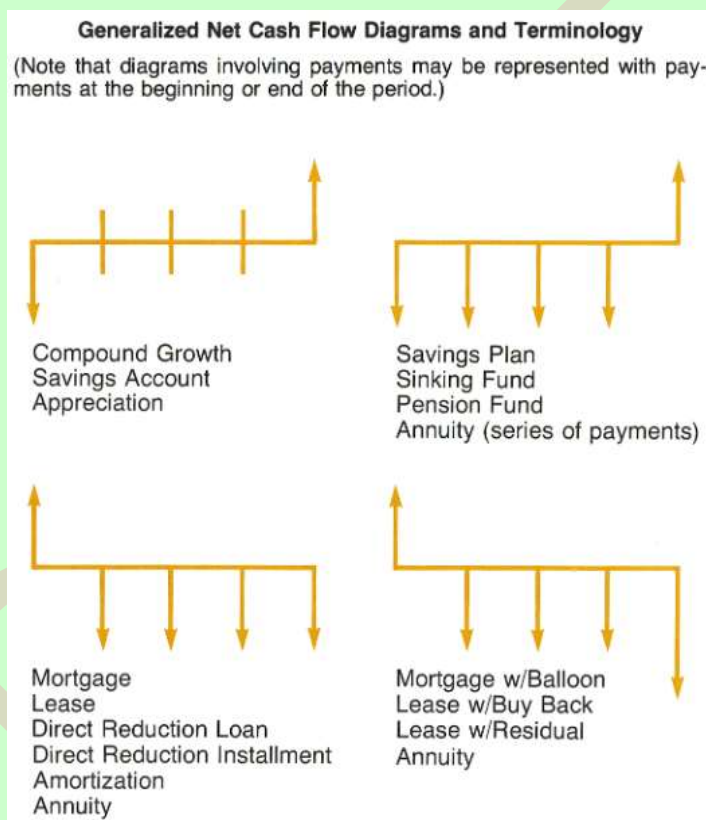 Generalized Net Cash Flow Diagrams and Terminology
(Note that diagrams involving payments may be represented with pay-
ments at the beginning or end of the period.)
Compound Growth
Savings Account
Appreciation
Savings Plan
Sinking Fund
Pension Fund
Annuity (series of payments)
Mortgage
Lease
Direct Reduction Loan
Direct Reduction Installment
Amortization
Annuity
Mortgage w/Balloon
Lease w/Buy Back
Lease w/Residual
Annuity